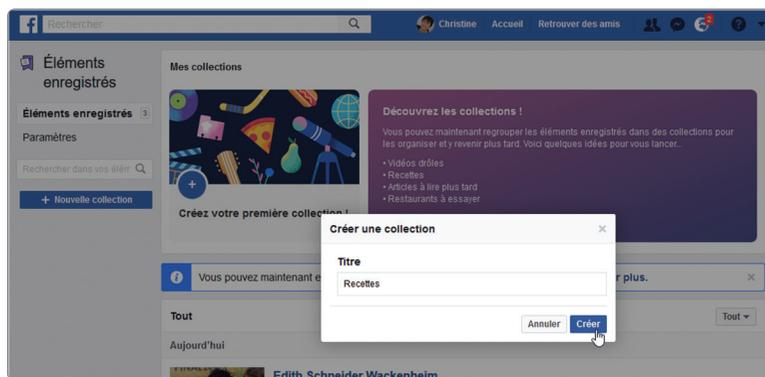 f Rechercher Christine Accueil Retrouver des amis 2
Éléments
enregistrés
Éléments enregistrés 3
Paramètres
Rechercher dans vos élém
+ Nouvelle collection
Mes collections
Créez votre première collection !
Découvrez les collections !
Vous pouvez maintenant regrouper les éléments enregistrés dans des collections pour
les organiser et y revenir plus tard. Voici quelques idées pour vous lancer...
• Vidéos drôles
• Recettes
• Articles à lire plus tard
• Restaurants à essayer
Créer une collection
Titre
Recettes
Annuler Créer
Vous pouvez maintenant e r plus.
Tout Tout
Aujourd'hui
Edith Schneider Wackenheim